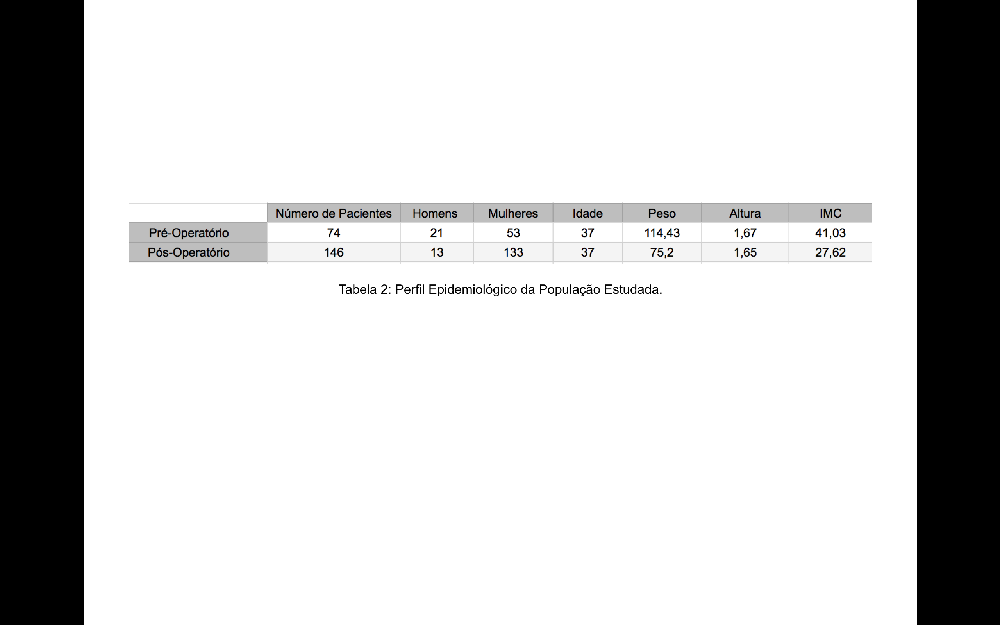 Número de Pacientes Homens Mulheres Idade Peso Altura IMC
Pré-Operatório 74 21 53 37 114,43 1,67 41,03
Pós-Operatório 146 13 133 37 75,2 1,65 27,62
Tabela 2: Perfil Epidemiológico da População Estudada.